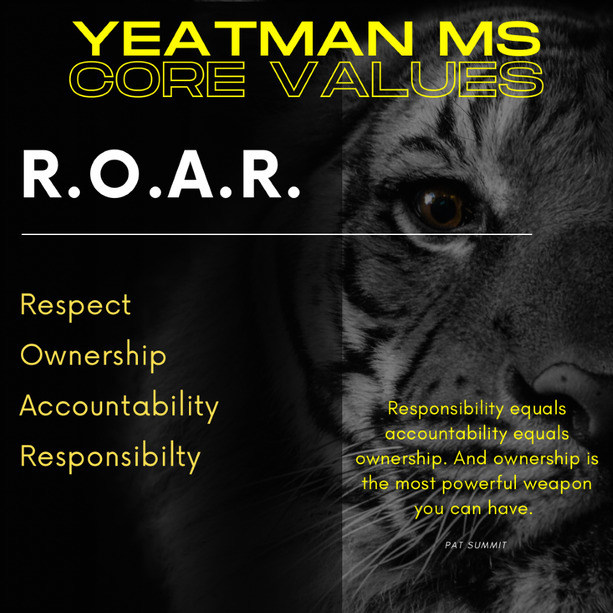 YEATMAN MS
CORE VALUES
R.O.A.R.
Respect
Ownership
Accountability
Responsibilty
Responsibility equals
accountability equals
ownership. And ownership is
the most powerful weapon
you can have.
PAT SUMMIT